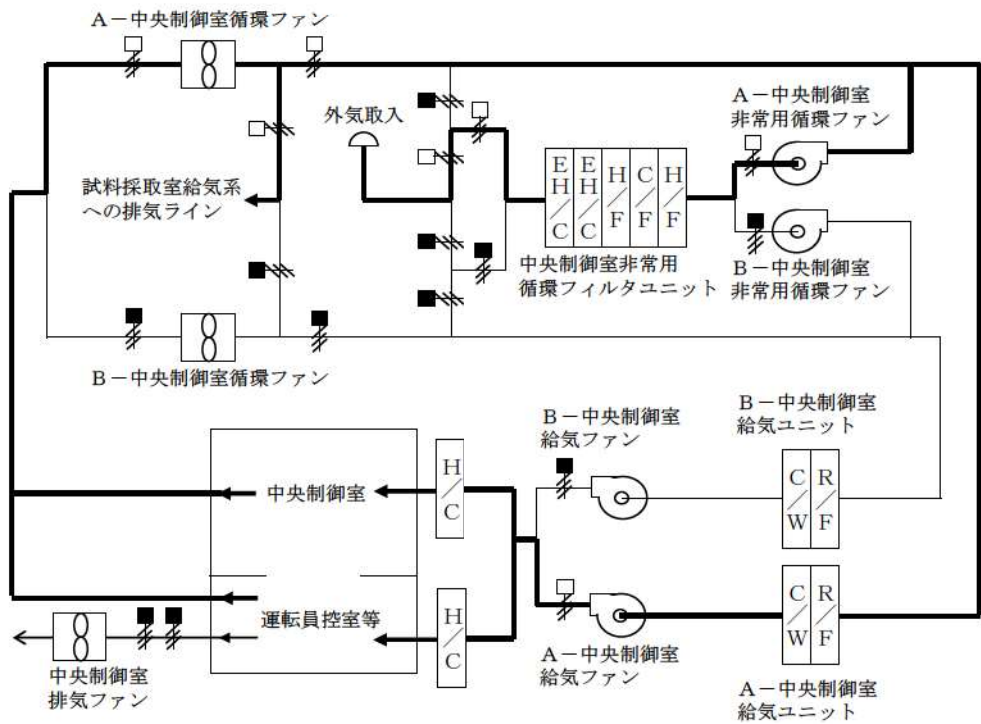 A－中央制御室循環ファン
外気取入
A－中央制御室
非常用循環ファン
試料採取室給気系
への排気ライン
EH/C
EH/C
H/F
C/F
H/F
中央制御室非常用
循環フィルタユニット
B－中央制御室
非常用循環ファン
B－中央制御室循環ファン
B－中央制御室
給気ファン
B－中央制御室
給気ユニット
中央制御室
H/C
C/W
R/F
運転員控室等
H/C
C/W
R/F
中央制御室
排気ファン
A－中央制御室
給気ファン
A－中央制御室
給気ユニット